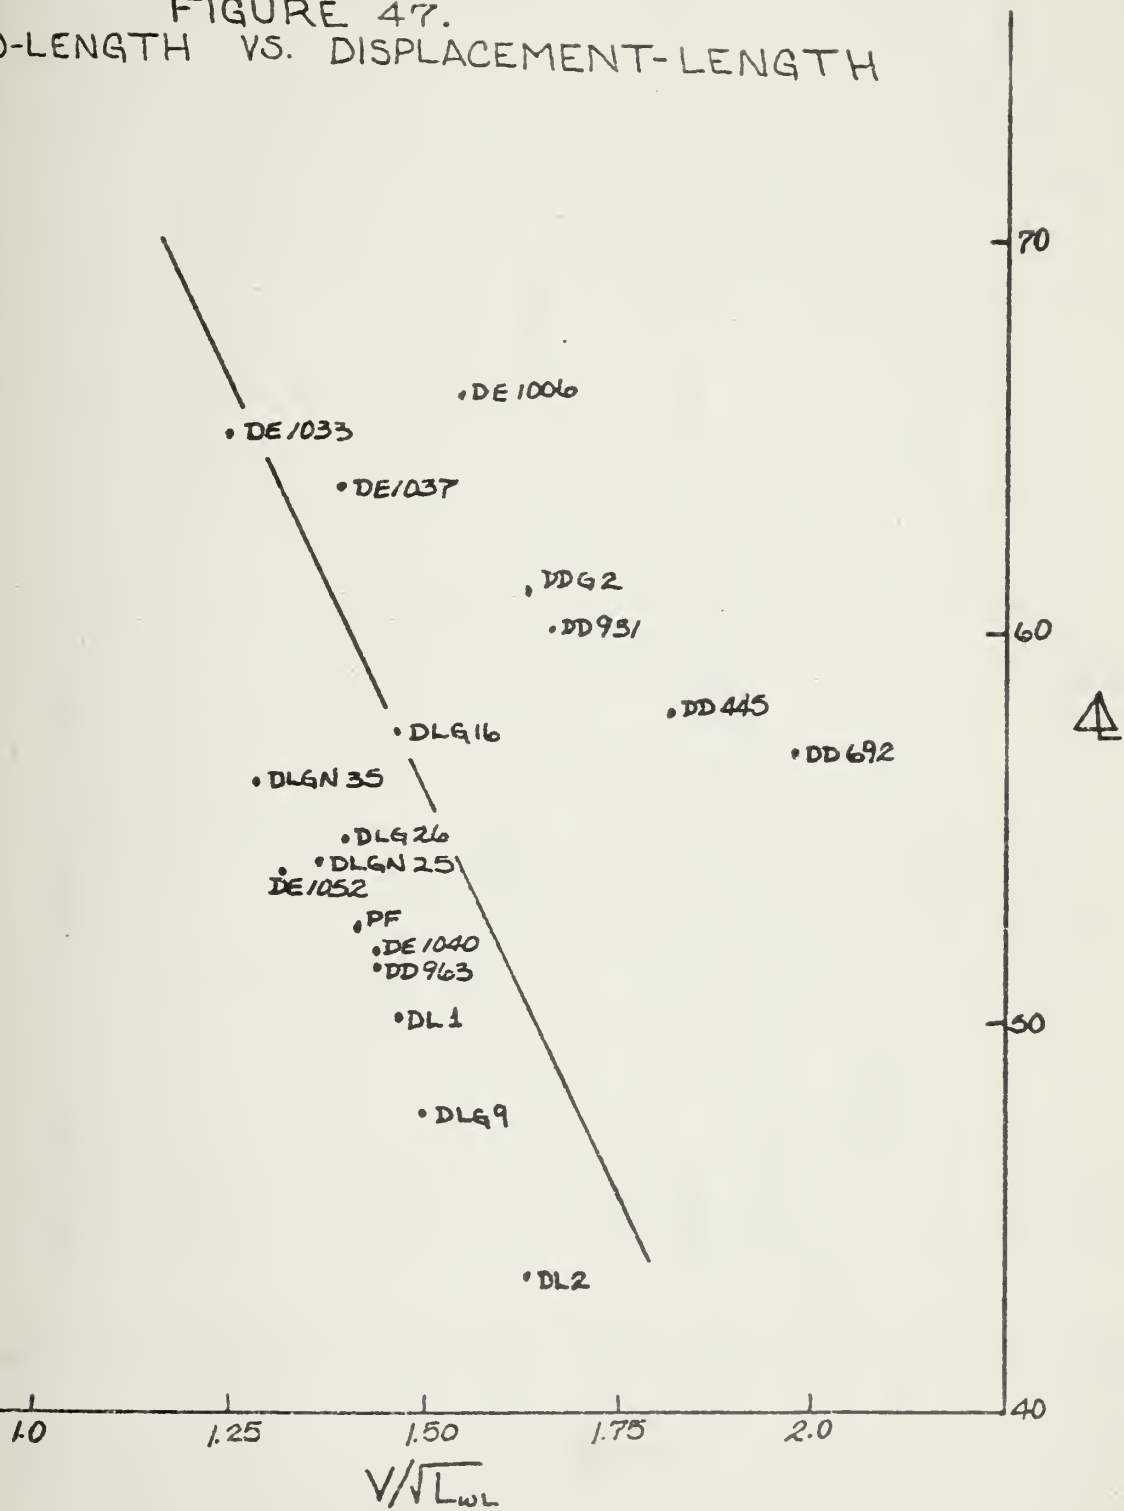 FIGURE 47.
D-LENGTH VS. DISPLACEMENT-LENGTH
70
DE 1006
DE 1033
DE 1037
DDG 2
DD 931
60
DD 445
DD 692
DLG 16
DLGN 35
DLG 26
DLGN 25
DE 1052
PF
DE 1040
DD 963
50
DL 1
DLG 9
DL 2
40
1.0 1.25 1.50 1.75 2.0
V/√LWL